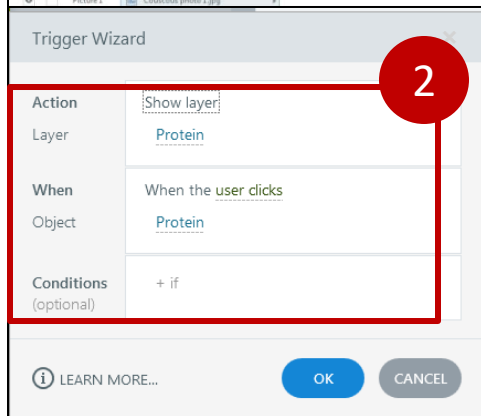 Picture 1 Couscous photo 1.jpg
Trigger Wizard
2
Action Show layer
Layer Protein
When When the user clicks
Object Protein
Conditions + if
(optional)
i LEARN MORE... OK CANCEL